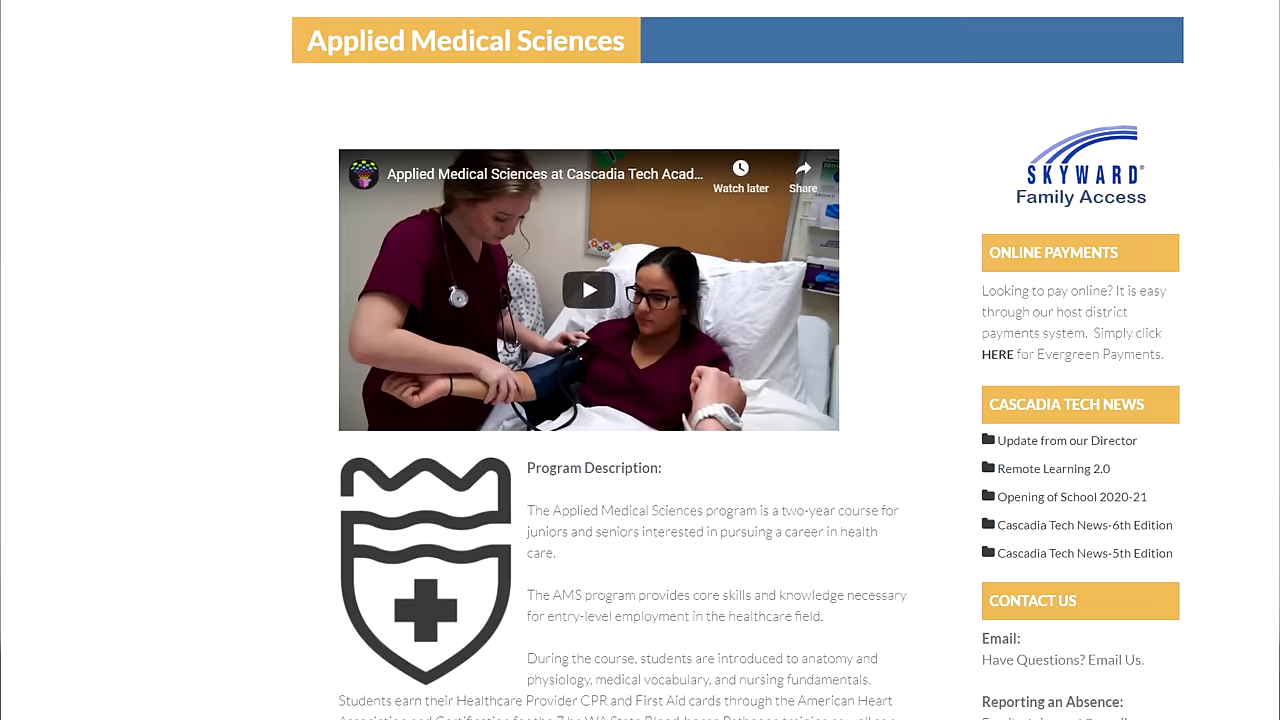 Applied Medical Sciences
Applied Medical Sciences at Cascadia Tech Acad...
Watch later
Share
Program Description:
The Applied Medical Sciences program is a two-year course for
juniors and seniors interested in pursuing a career in health
care.
The AMS program provides core skills and knowledge necessary
for entry-level employment in the healthcare field.
During the course, students are introduced to anatomy and
physiology, medical vocabulary, and nursing fundamentals.
Students earn their Healthcare Provider CPR and First Aid cards through the American Heart
SKYWARD®
Family Access
ONLINE PAYMENTS
Looking to pay online? It is easy
through our host district
payments system. Simply click
HERE for Evergreen Payments.
CASCADIA TECH NEWS
Update from our Director
Remote Learning 2.0
Opening of School 2020-21
Cascadia Tech News-6th Edition
Cascadia Tech News-5th Edition
CONTACT US
Email:
Have Questions? Email Us.
Reporting an Absence: